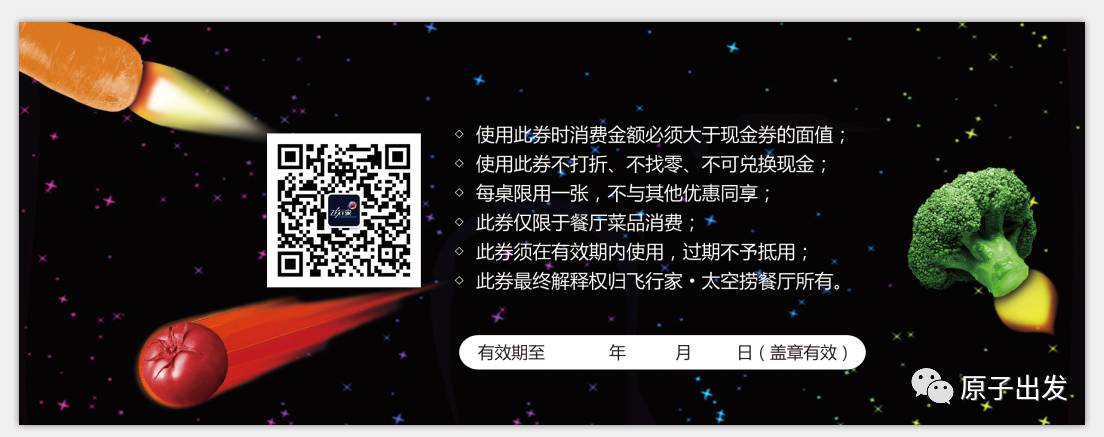 ◇ 使用此券时消费金额必须大于现金券的面值；
◇ 使用此券不打折、不找零、不可兑换现金；
◇ 每桌限用一张，不与其他优惠同享；
◇ 此券仅限于餐厅菜品消费；
◇ 此券须在有效期内使用，过期不予抵用；
◇ 此券最终解释权归飞行家·太空捞餐厅所有。
有效期至 年 月 日（盖章有效）
原子出发